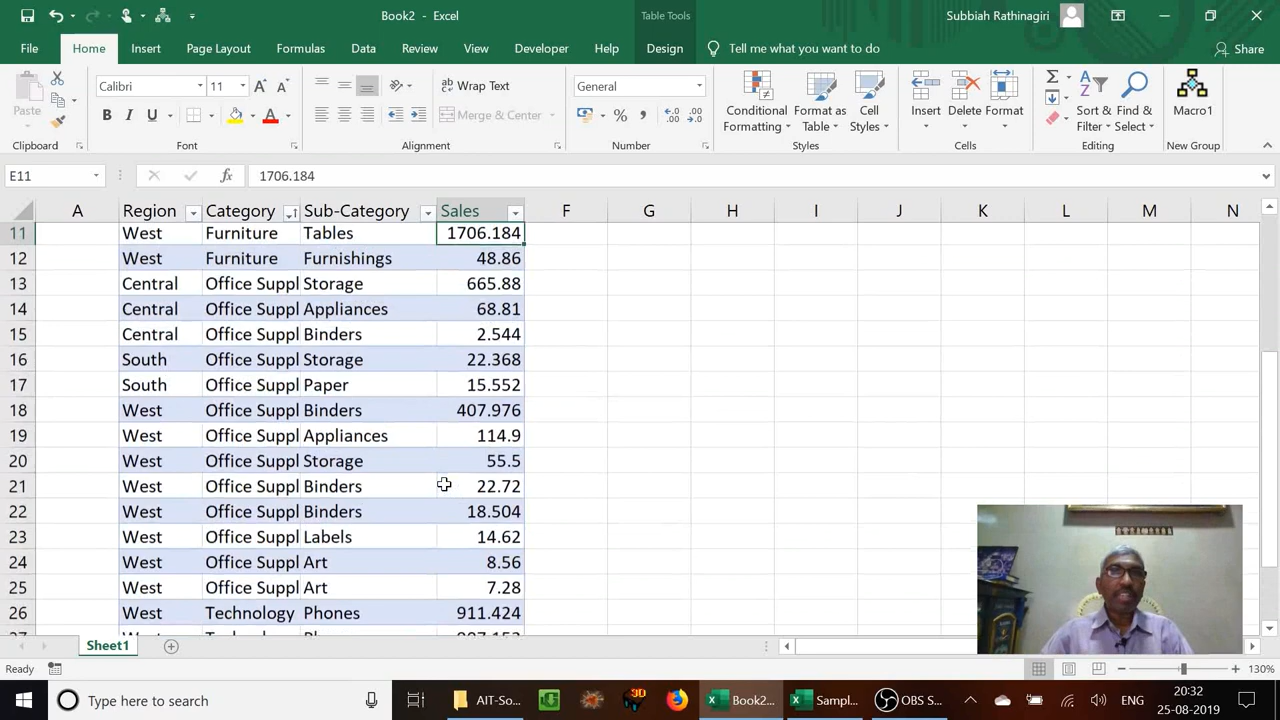 Book2 - Excel
Table Tools
Subbiah Rathinagiri
File Home Insert Page Layout Formulas Data Review View Developer Help Design Tell me what you want to do Share
Calibri 11
Wrap Text
General
Paste
Merge & Center
Conditional Formatting
Format as Table
Cell Styles
Insert Delete Format
Sort & Filter
Find & Select
Macro1
Clipboard Font Alignment Number Styles Cells Editing New Group
E11 1706.184
A Region Category Sub-Category Sales F G H I J K L M N
11 West Furniture Tables 1706.184
12 West Furniture Furnishings 48.86
13 Central Office Suppl Storage 665.88
14 Central Office Suppl Appliances 68.81
15 Central Office Suppl Binders 2.544
16 South Office Suppl Storage 22.368
17 South Office Suppl Paper 15.552
18 West Office Suppl Binders 407.976
19 West Office Suppl Appliances 114.9
20 West Office Suppl Storage 55.5
21 West Office Suppl Binders 22.72
22 West Office Suppl Binders 18.504
23 West Office Suppl Labels 14.62
24 West Office Suppl Art 8.56
25 West Office Suppl Art 7.28
26 West Technology Phones 911.424
Sheet1
Ready 130%
Type here to search
AIT-So...
Book2...
Sampl...
OBS S...
ENG
20:32
25-08-2019